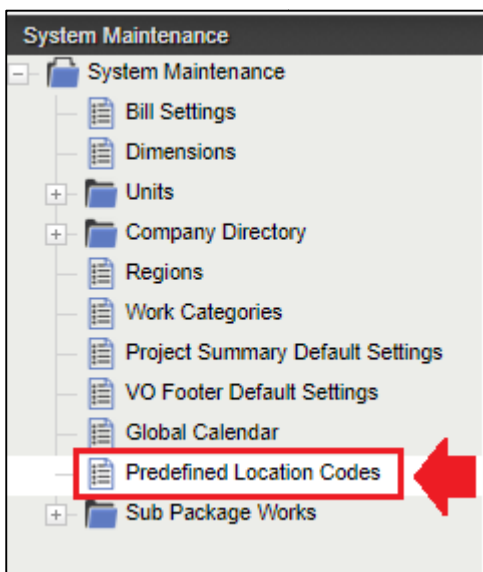 System Maintenance
System Maintenance
Bill Settings
Dimensions
Units
Company Directory
Regions
Work Categories
Project Summary Default Settings
VO Footer Default Settings
Global Calendar
Predefined Location Codes
Sub Package Works